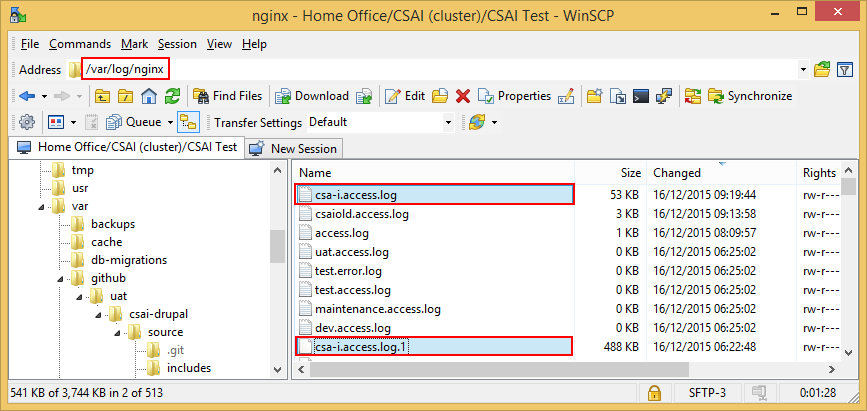 nginx - Home Office/CSAI (cluster)/CSAI Test - WinSCP
File Commands Mark Session View Help
Address /var/log/nginx
Find Files Download Edit Properties Synchronize
Queue Transfer Settings Default
Home Office/CSAI (cluster)/CSAI Test New Session
tmp
usr
var
backups
cache
db-migrations
github
uat
csai-drupal
source
.git
includes
Name Size Changed Rights
csa-i.access.log 53 KB 16/12/2015 09:19:44 rw-r---
csaiold.access.log 3 KB 16/12/2015 09:13:58 rw-r---
access.log 1 KB 16/12/2015 08:09:57 rw-r---
uat.access.log 0 KB 16/12/2015 06:25:02 rw-r---
test.error.log 0 KB 16/12/2015 06:25:02 rw-r---
test.access.log 0 KB 16/12/2015 06:25:02 rw-r---
maintenance.access.log 0 KB 16/12/2015 06:25:02 rw-r---
dev.access.log 0 KB 16/12/2015 06:25:02 rw-r---
csa-i.access.log.1 488 KB 16/12/2015 06:22:48 rw-r---
541 KB of 3,744 KB in 2 of 513 SFTP-3 0:01:28